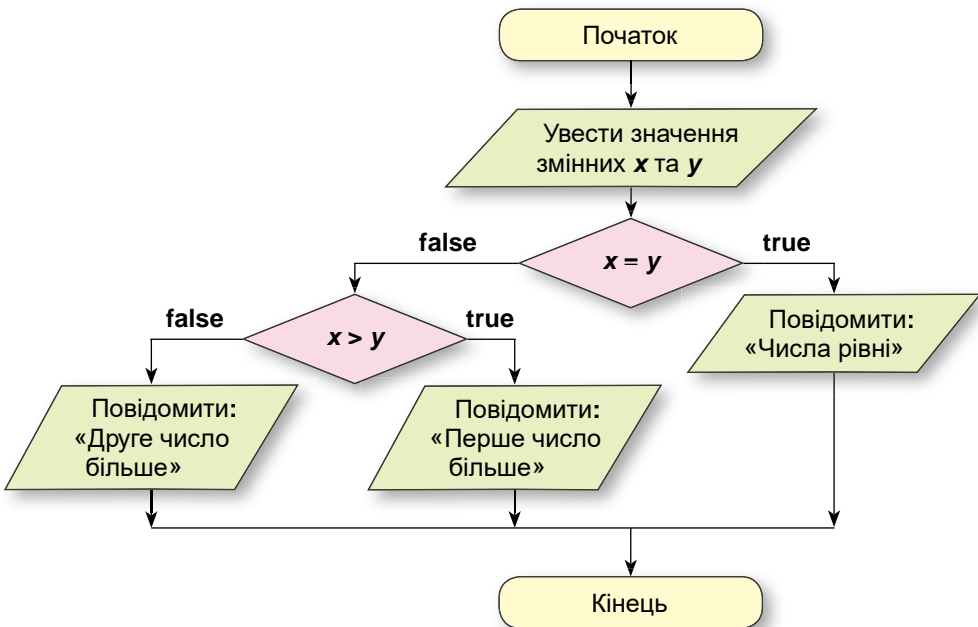 Початок
Увести значення
змінних x та y
false
true
x = y
false
true
x > y
Повідомити:
«Числа рівні»
Повідомити:
«Друге число
більше»
Повідомити:
«Перше число
більше»
Кінець